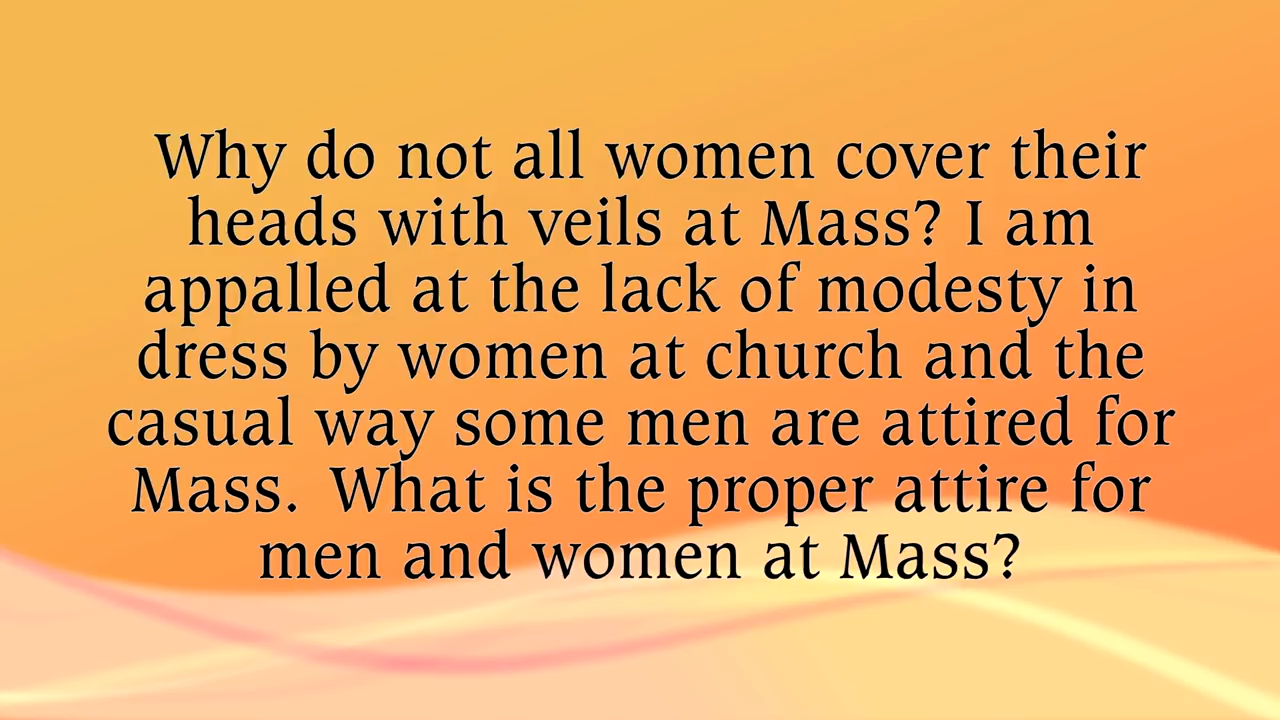 Why do not all women cover their
heads with veils at Mass? I am
appalled at the lack of modesty in
dress by women at church and the
casual way some men are attired for
Mass.  What is the proper attire for
men and women at Mass?